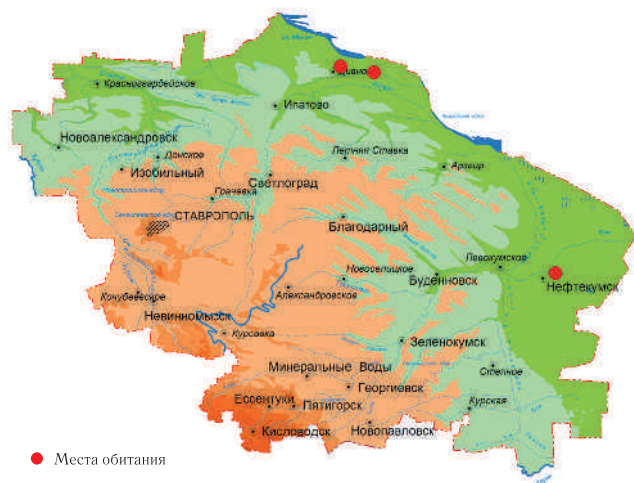 Дивное
Красногвардейское
Ипатово
Новоалександровск
Донское
Летняя Ставка
Арзгир
Изобильный
Светлоград
Грачевка
СТАВРОПОЛЬ
Благодарный
Левокумское
Новоселицкое
Буденновск
Нефтекумск
Кочубеевское
Александровское
Невинномысск
Курсавка
Зеленокумск
Минеральные Воды
Степное
Георгиевск
Ессентуки
Пятигорск
Курская
Кисловодск
Новопавловск
Места обитания